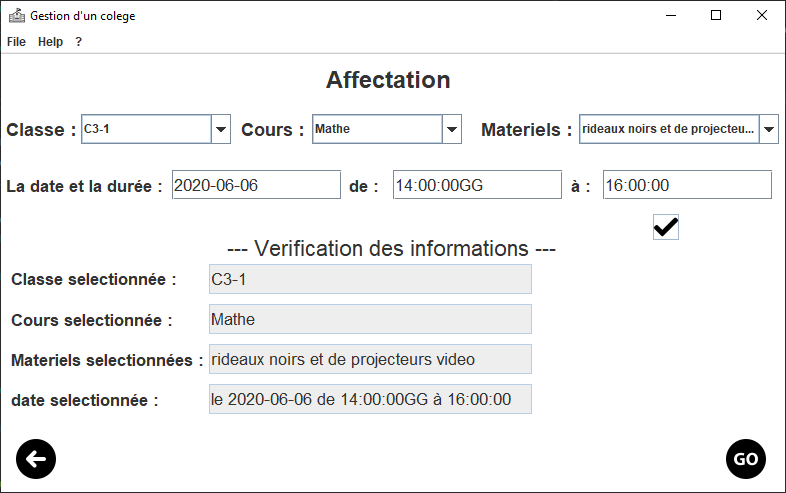 Gestion d'un colege
File Help ?
Affectation
Classe : C3-1 Cours : Mathe Materiels : rideaux noirs et de projecteu...
La date et la durée : 2020-06-06 de : 14:00:00GG à : 16:00:00
--- Verification des informations ---
Classe selectionnée : C3-1
Cours selectionnée : Mathe
Materiels selectionnées : rideaux noirs et de projecteurs video
date selectionnée : le 2020-06-06 de 14:00:00GG à 16:00:00
GO